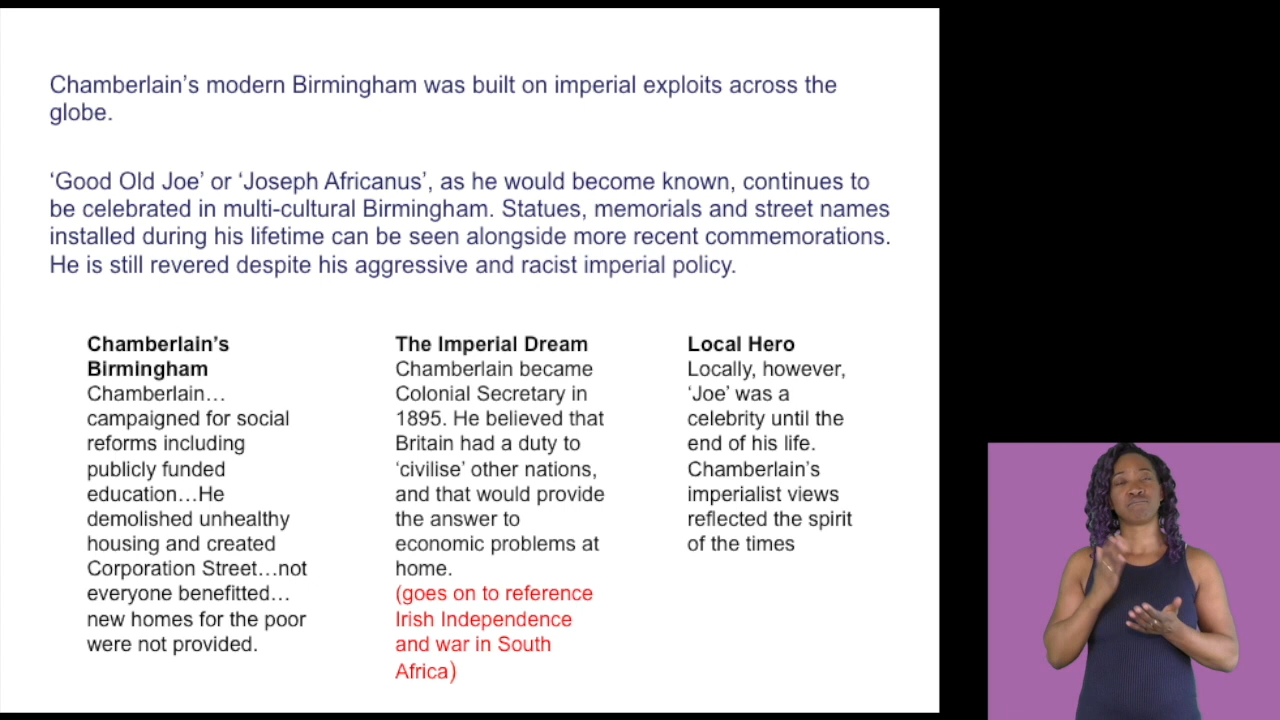 Chamberlain’s modern Birmingham was built on imperial exploits across the
globe.
‘Good Old Joe’ or ‘Joseph Africanus’, as he would become known, continues to
be celebrated in multi-cultural Birmingham. Statues, memorials and street names
installed during his lifetime can be seen alongside more recent commemorations.
He is still revered despite his aggressive and racist imperial policy.
Chamberlain’s
Birmingham
Chamberlain…
campaigned for social
reforms including
publicly funded
education…He
demolished unhealthy
housing and created
Corporation Street…not
everyone benefitted…
new homes for the poor
were not provided.
The Imperial Dream
Chamberlain became
Colonial Secretary in
1895. He believed that
Britain had a duty to
‘civilise’ other nations,
and that would provide
the answer to
economic problems at
home.
(goes on to reference
Irish Independence
and war in South
Africa)
Local Hero
Locally, however,
‘Joe’ was a
celebrity until the
end of his life.
Chamberlain’s
imperialist views
reflected the spirit
of the times